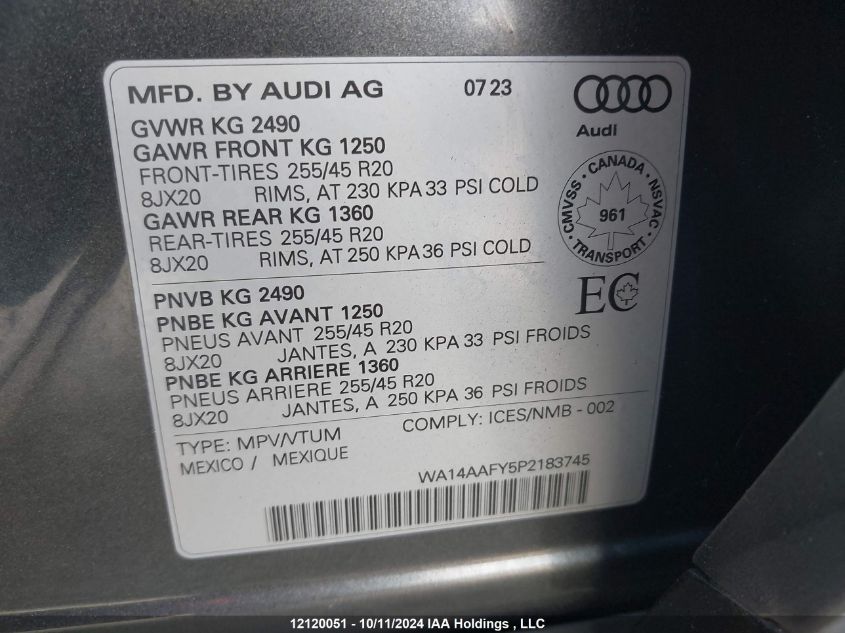 MFD. BY AUDI AG 07 23
Audi
GVWR KG 2490
GAWR FRONT KG 1250
FRONT-TIRES 255/45 R20
8JX20 RIMS, AT 230 KPA 33 PSI COLD
GAWR REAR KG 1360
REAR-TIRES 255/45 R20
8JX20 RIMS, AT 250 KPA 36 PSI COLD
CMVSS • CANADA • NSVAC • TRANSPORT •
961
EC
PNVB KG 2490
PNBE KG AVANT 1250
PNEUS AVANT 255/45 R20
8JX20 JANTES, A 230 KPA 33 PSI FROIDS
PNBE KG ARRIERE 1360
PNEUS ARRIERE 255/45 R20
8JX20 JANTES, A 250 KPA 36 PSI FROIDS
TYPE: MPV/VTUM COMPLY: ICES/NMB - 002
MEXICO / MEXIQUE
WA14AAFY5P2183745
12120051 - 10/11/2024 IAA Holdings , LLC